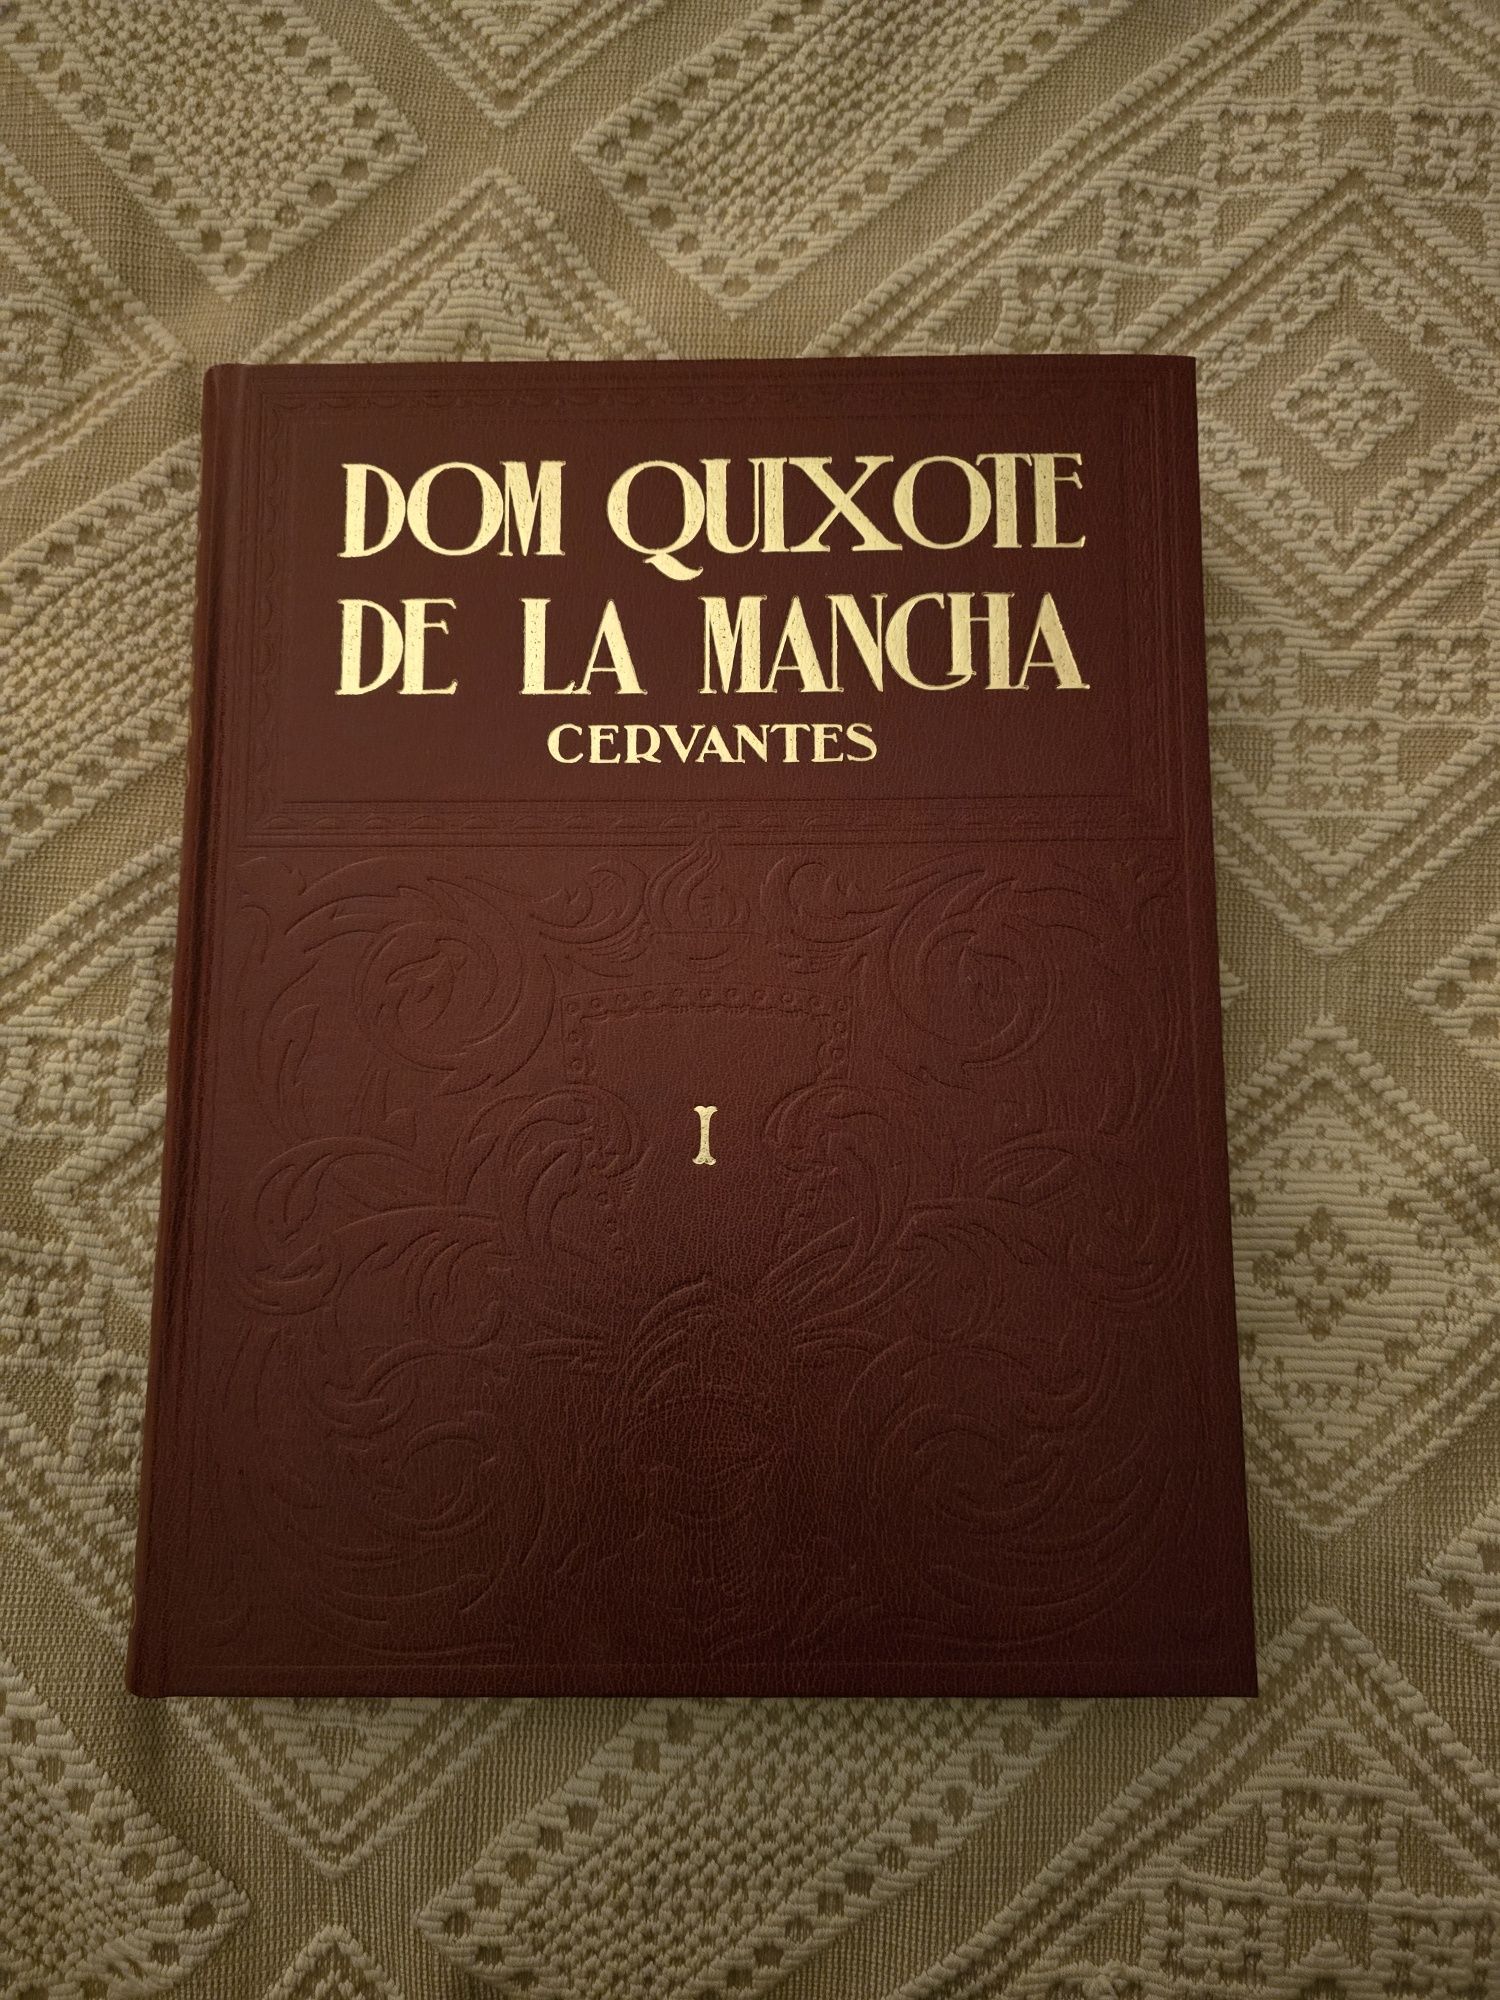 DOM QUIXOTE
DE LA MANCHA
CERVANTES
I